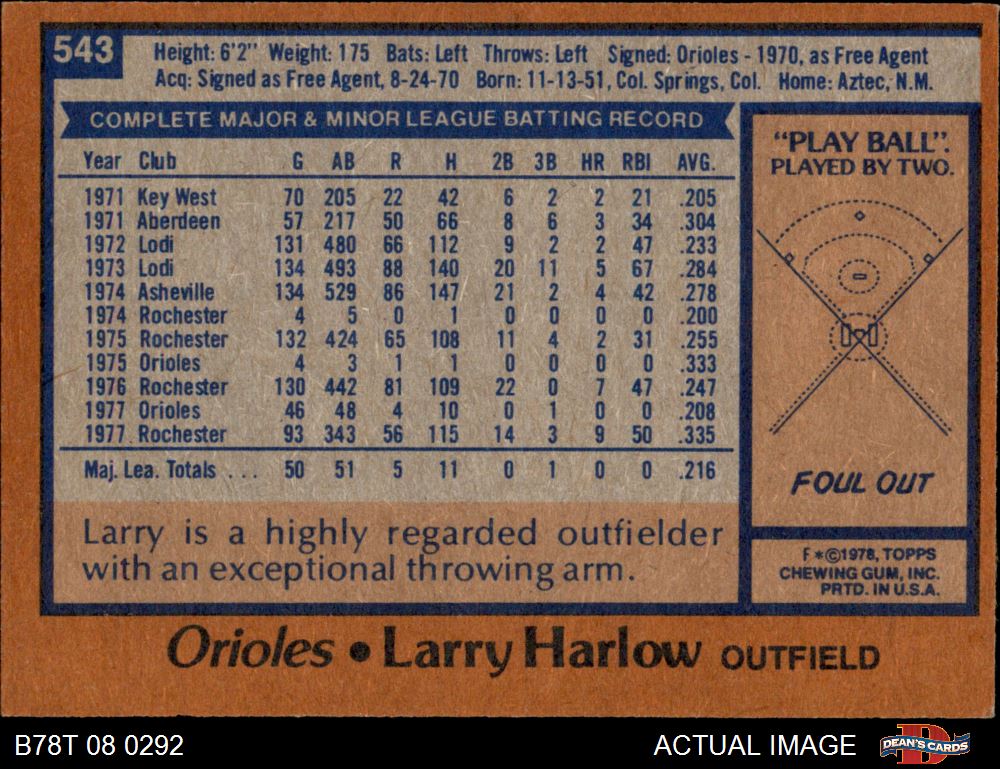 543
Height: 6'2" Weight: 175 Bats: Left Throws: Left Signed: Orioles - 1970, as Free Agent
Acq: Signed as Free Agent, 8-24-70 Born: 11-13-51, Col. Springs, Col. Home: Aztec, N.M.
COMPLETE MAJOR & MINOR LEAGUE BATTING RECORD
Year Club G AB R H 2B 3B HR RBI AVG.
1971 Key West 70 205 22 42 6 2 2 21 .205
1971 Aberdeen 57 217 50 66 8 6 3 34 .304
1972 Lodi 131 480 66 112 9 2 2 47 .233
1973 Lodi 134 493 88 140 20 11 5 67 .284
1974 Asheville 134 529 86 147 21 2 4 42 .278
1974 Rochester 4 5 0 1 0 0 0 0 .200
1975 Rochester 132 424 65 108 11 4 2 31 .255
1975 Orioles 4 3 1 1 0 0 0 0 .333
1976 Rochester 130 442 81 109 22 0 7 47 .247
1977 Orioles 46 48 4 10 0 1 0 0 .208
1977 Rochester 93 343 56 115 14 3 9 50 .335
Maj. Lea. Totals ... 50 51 5 11 0 1 0 0 .216
Larry is a highly regarded outfielder
with an exceptional throwing arm.
"PLAY BALL".
PLAYED BY TWO.
FOUL OUT
F*©1978, TOPPS
CHEWING GUM, INC.
PRTD. IN U.S.A.
Orioles • Larry Harlow OUTFIELD
B78T 08 0292
ACTUAL IMAGE
D
DEAN'S CARDS